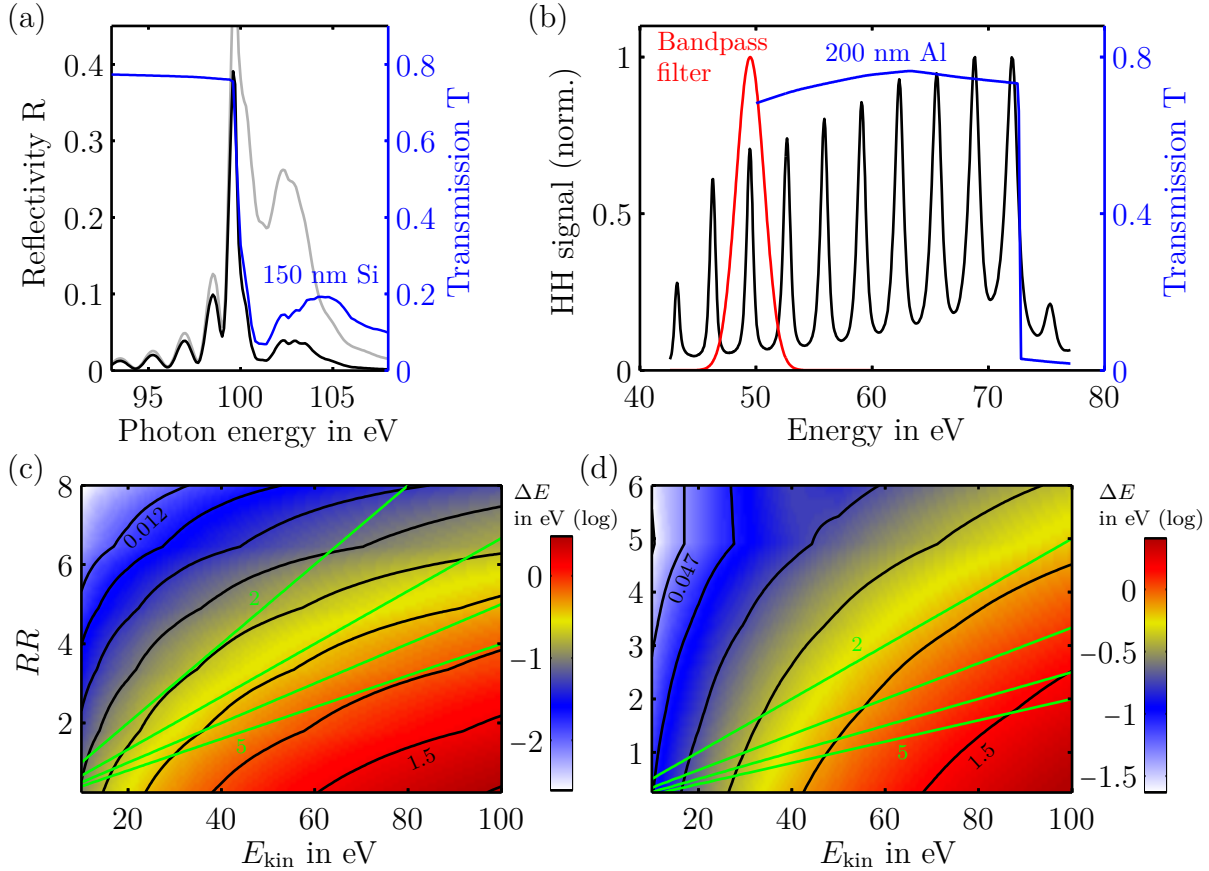 (a)
Reflectivity R
0.4
0.3
0.2
0.1
0
95
100
105
Photon energy in eV
150 nm Si
0.8
0.6
0.4
0.2
0
Transmission T
(b)
HH signal (norm.)
1
0.5
0
40
50
60
70
80
Energy in eV
Bandpass
filter
200 nm Al
0.8
0.4
0
Transmission T
(c)
RR
8
6
4
2
20
40
60
80
100
E_kin in eV
0.012
2
5
1.5
ΔE
in eV (log)
0
−1
−2
(d)
6
5
4
3
2
1
20
40
60
80
100
E_kin in eV
0.047
2
5
1.5
ΔE
in eV (log)
0
−0.5
−1
−1.5